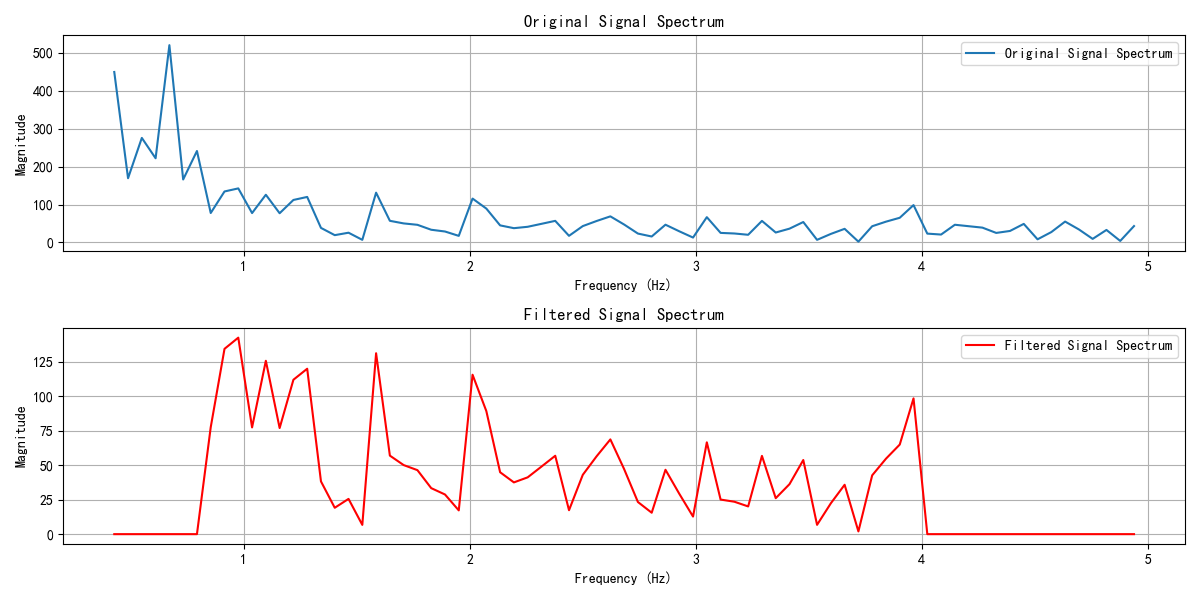 Original Signal Spectrum
Original Signal Spectrum
500
400
300
200
100
0
Magnitude
1 2 3 4 5
Frequency (Hz)
Filtered Signal Spectrum
Filtered Signal Spectrum
125
100
75
50
25
0
Magnitude
1 2 3 4 5
Frequency (Hz)